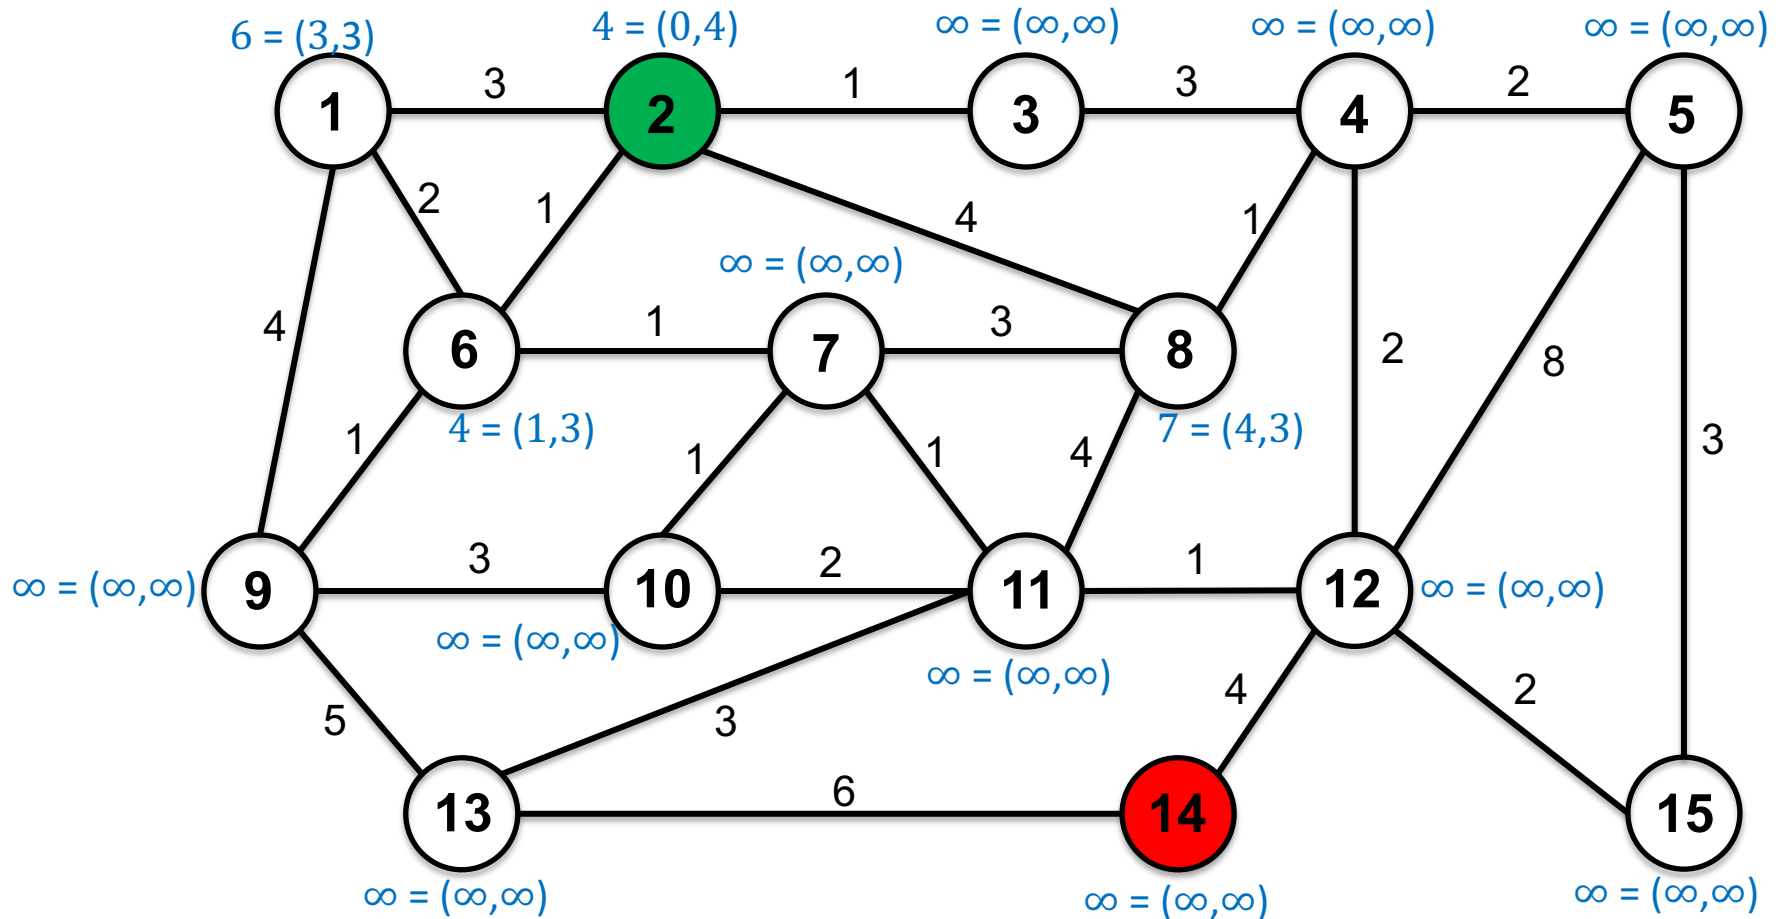 6 = (3,3)
4 = (0,4)
∞ = (∞,∞)
∞ = (∞,∞)
∞ = (∞,∞)
1
3
2
1
3
3
4
2
5
2
1
4
1
∞ = (∞,∞)
4
6
1
7
3
8
2
8
4 = (1,3)
7 = (4,3)
1
1
1
4
3
∞ = (∞,∞)
9
3
10
2
11
1
12
∞ = (∞,∞)
∞ = (∞,∞)
∞ = (∞,∞)
5
3
4
2
13
6
14
15
∞ = (∞,∞)
∞ = (∞,∞)
∞ = (∞,∞)